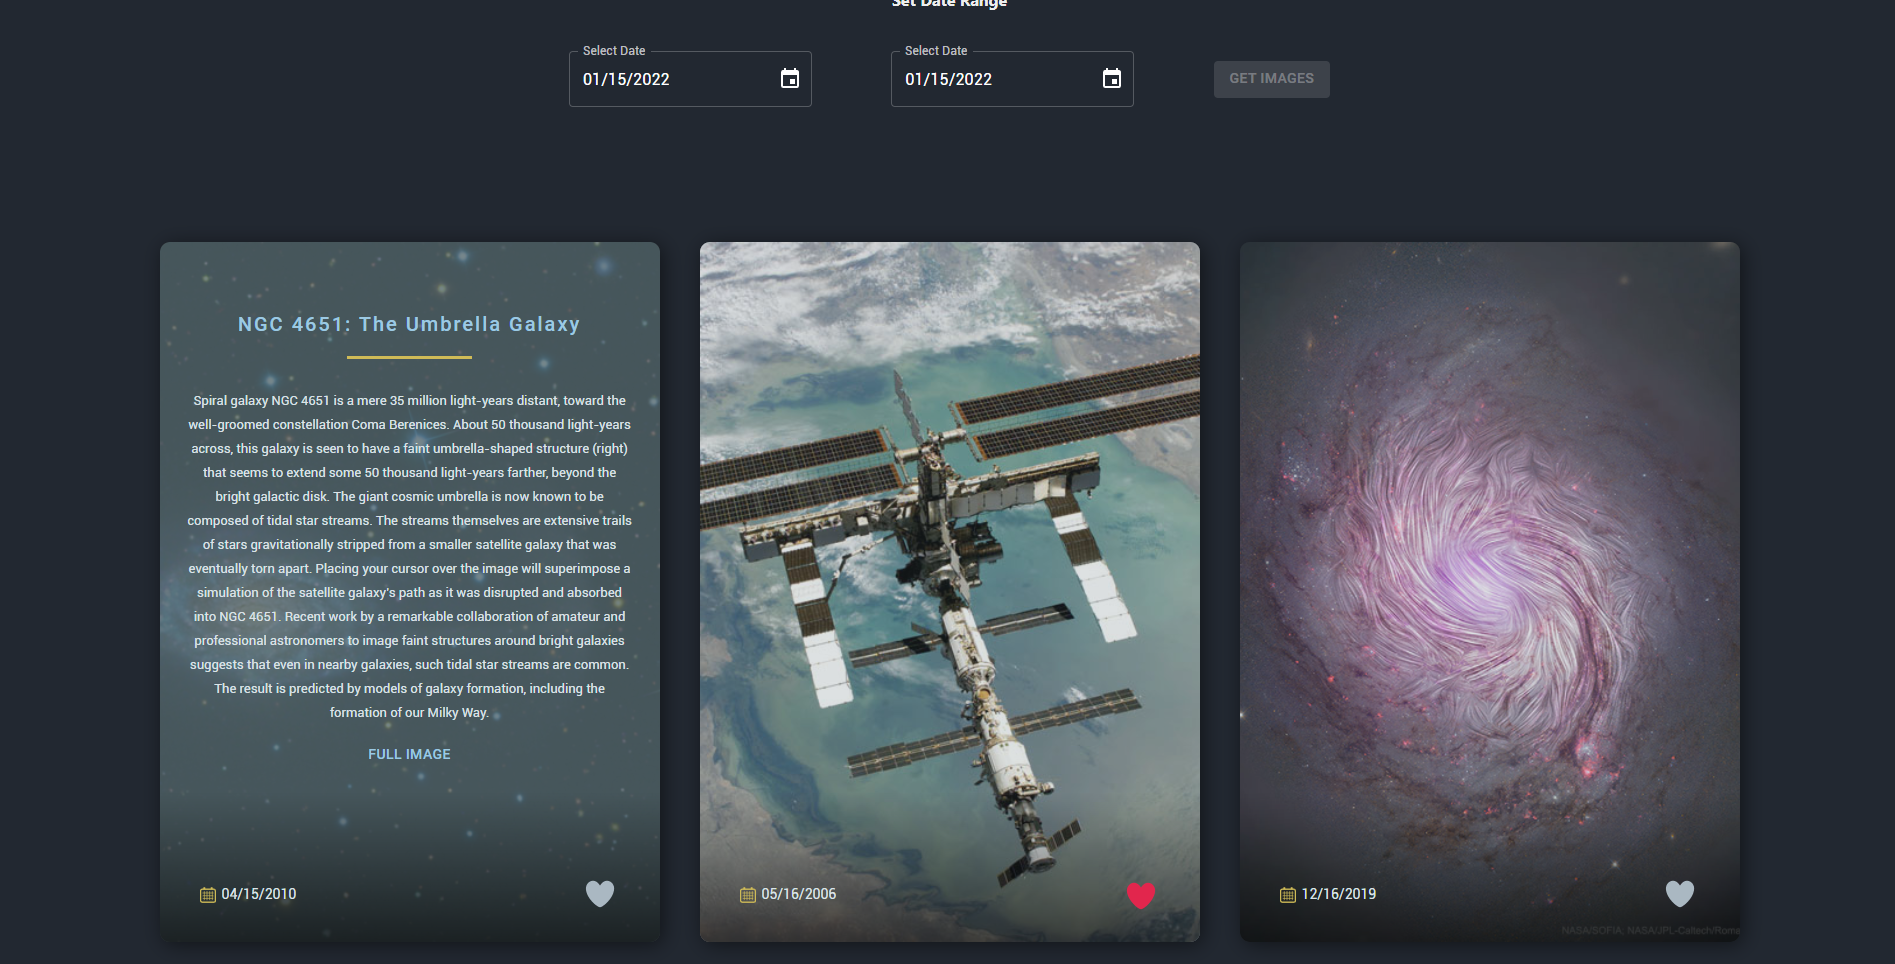 Set Date Range
Select Date
01/15/2022
Select Date
01/15/2022
GET IMAGES
NGC 4651: The Umbrella Galaxy
Spiral galaxy NGC 4651 is a mere 35 million light-years distant, toward the
well-groomed constellation Coma Berenices. About 50 thousand light-years
across, this galaxy is seen to have a faint umbrella-shaped structure (right)
that seems to extend some 50 thousand light-years farther, beyond the
bright galactic disk. The giant cosmic umbrella is now known to be
composed of tidal star streams. The streams themselves are extensive trails
of stars gravitationally stripped from a smaller satellite galaxy that was
eventually torn apart. Placing your cursor over the image will superimpose a
simulation of the satellite galaxy's path as it was disrupted and absorbed
into NGC 4651. Recent work by a remarkable collaboration of amateur and
professional astronomers to image faint structures around bright galaxies
suggests that even in nearby galaxies, such tidal star streams are common.
The result is predicted by models of galaxy formation, including the
formation of our Milky Way.
FULL IMAGE
04/15/2010
05/16/2006
12/16/2019
NASA/SOFIA, NASA/JPL-Caltech/Roma